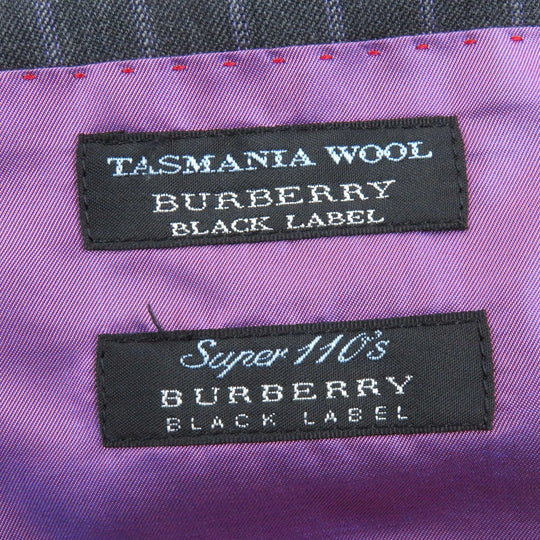 TASMANIA WOOL
BURBERRY
BLACK LABEL
Super 110's
BURBERRY
BLACK LABEL